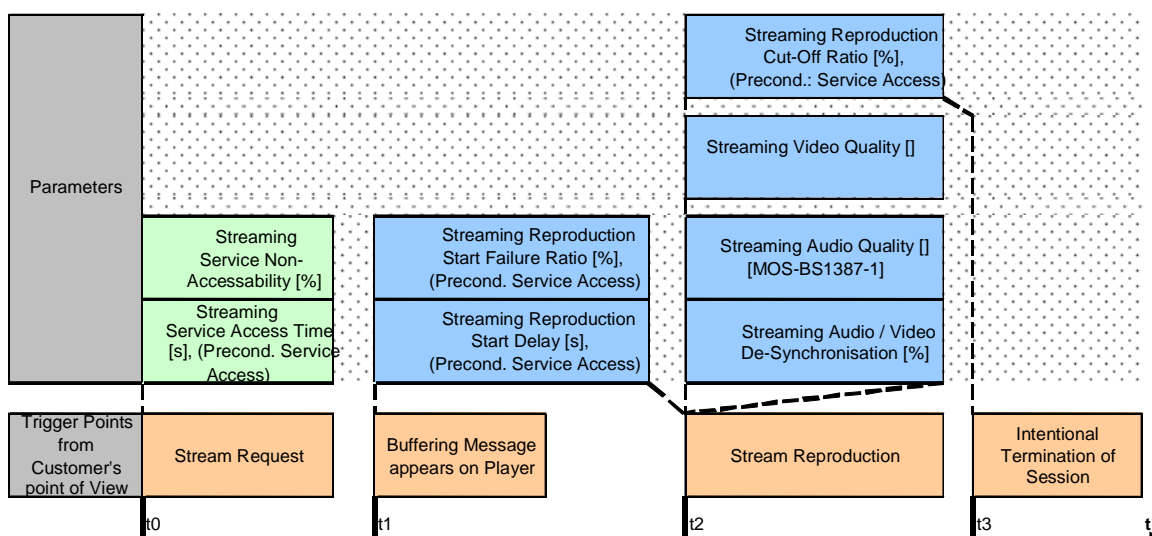 Streaming Reproduction
Cut-Off Ratio [%],
(Precond.: Service Access)
Streaming Video Quality []
Parameters
Streaming
Service Non-
Accessability [%]
Streaming Reproduction
Start Failure Ratio [%],
(Precond. Service Access)
Streaming Audio Quality []
[MOS-BS1387-1]
Streaming
Service Access Time
[s], (Precond. Service
Access)
Streaming Reproduction
Start Delay [s],
(Precond. Service Access)
Streaming Audio / Video
De-Synchronisation [%]
Trigger Points
from
Customer's
point of View
Stream Request
Buffering Message
appears on Player
Stream Reproduction
Intentional
Termination of
Session
t0
t1
t2
t3
t